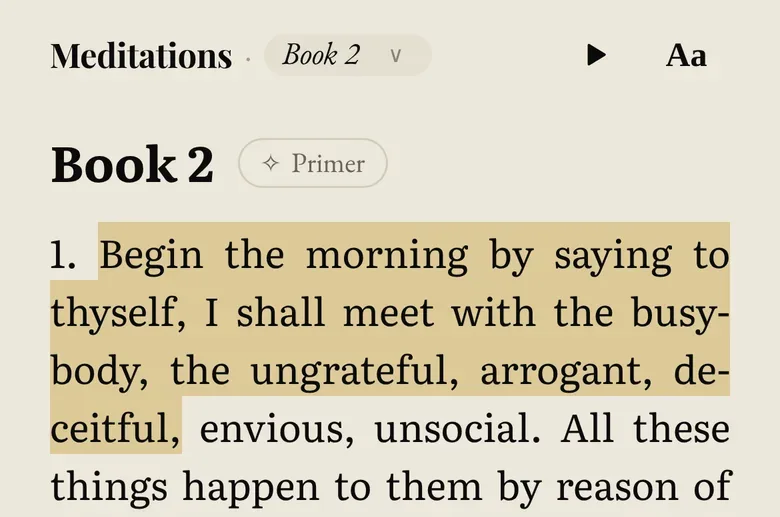 Meditations · Book 2 ∨
Aa
Book 2 ✧ Primer
1. Begin the morning by saying to
thyself, I shall meet with the busy-
body, the ungrateful, arrogant, de-
ceitful, envious, unsocial. All these
things happen to them by reason of